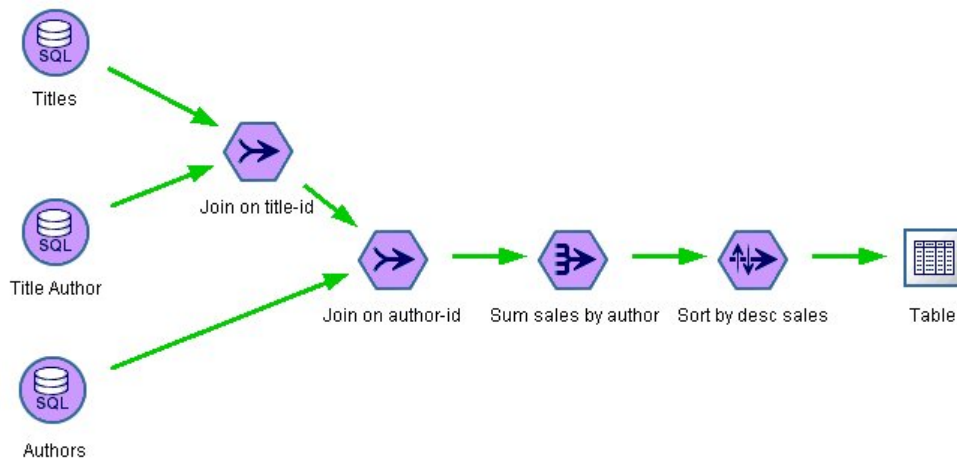 SQL
Titles
SQL
Title Author
SQL
Authors
Join on title-id
Join on author-id
Sum sales by author
Sort by desc sales
Table